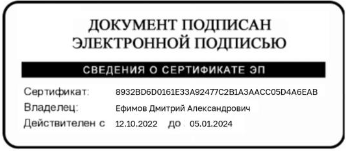 ДОКУМЕНТ ПОДПИСАН
ЭЛЕКТРОННОЙ ПОДПИСЬЮ
СВЕДЕНИЯ О СЕРТИФИКАТЕ ЭП
Сертификат: 8932BD6D0161E33A92477C2B1A3AACC05D4A6EAB
Владелец: Ефимов Дмитрий Александрович
Действителен с 12.10.2022 до 05.01.2024